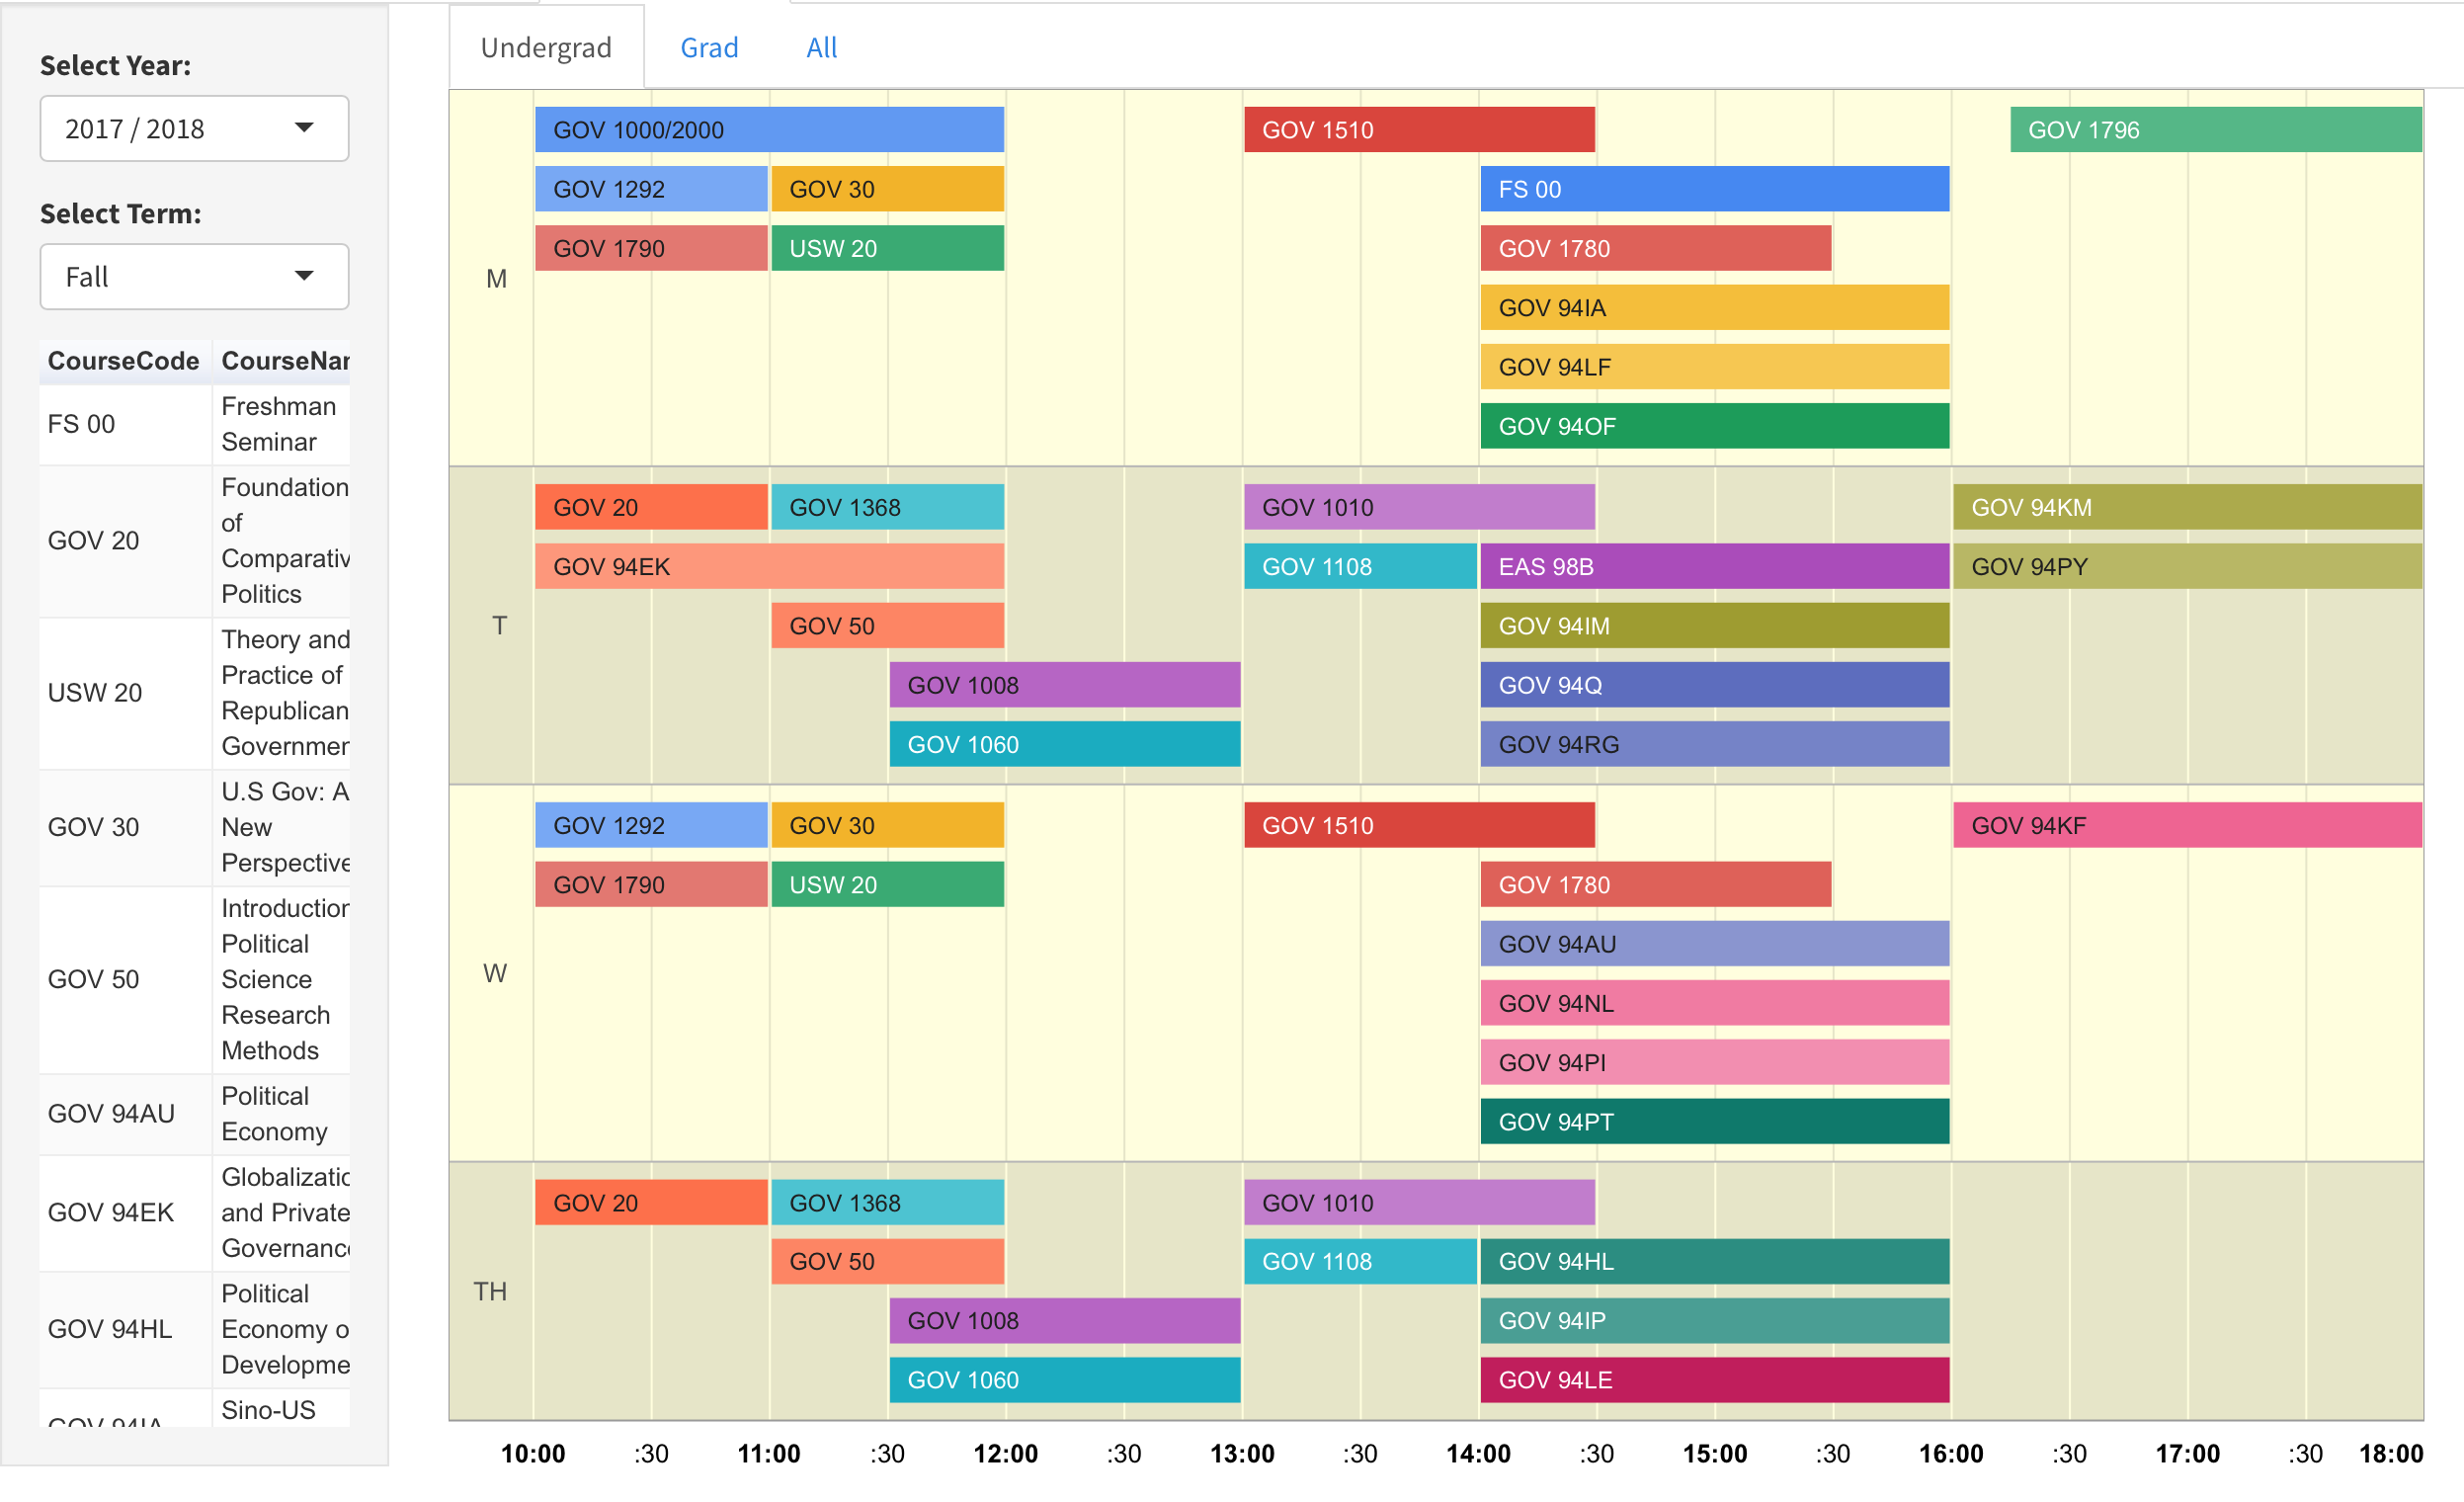 Select Year:
2017 / 2018
Select Term:
Fall
CourseCode CourseNar
FS 00
Freshman
Seminar
GOV 20
Foundation
of
Comparativ
Politics
USW 20
Theory and
Practice of
Republican
Governmer
GOV 30
U.S Gov: A
New
Perspective
GOV 50
Introduction
Political
Science
Research
Methods
GOV 94AU
Political
Economy
GOV 94EK
Globalizatic
and Private
Governance
GOV 94HL
Political
Economy o
Developme
GOV 94IA
Sino-US
Undergrad Grad All
M
GOV 1000/2000 GOV 1510 GOV 1796
GOV 1292 GOV 30 FS 00
GOV 1790 USW 20 GOV 1780
GOV 94IA
GOV 94LF
GOV 94OF
T
GOV 20 GOV 1368 GOV 1010 GOV 94KM
GOV 94EK GOV 1108 EAS 98B GOV 94PY
GOV 50 GOV 94IM
GOV 1008 GOV 94Q
GOV 1060 GOV 94RG
W
GOV 1292 GOV 30 GOV 1510 GOV 94KF
GOV 1790 USW 20 GOV 1780
GOV 94AU
GOV 94NL
GOV 94PI
GOV 94PT
TH
GOV 20 GOV 1368 GOV 1010
GOV 50 GOV 1108 GOV 94HL
GOV 1008 GOV 94IP
GOV 1060 GOV 94LE
10:00 :30 11:00 :30 12:00 :30 13:00 :30 14:00 :30 15:00 :30 16:00 :30 17:00 :30 18:00